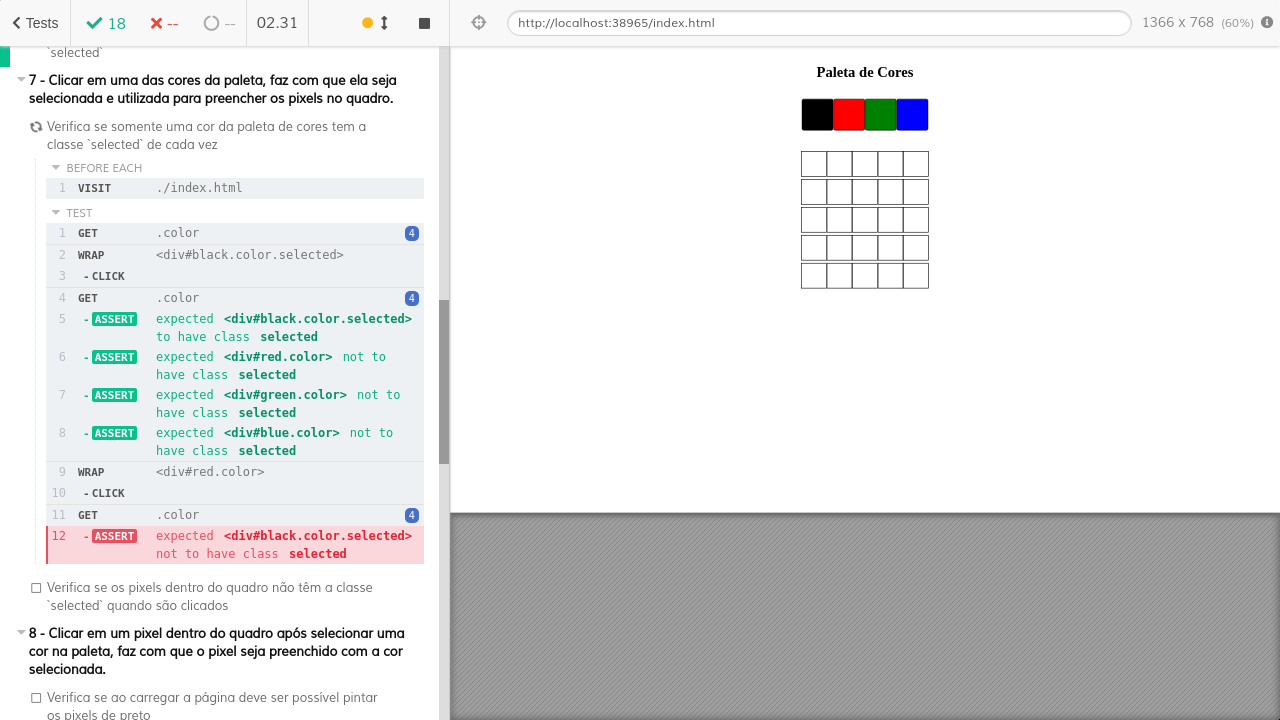 Tests
18
--
--
02.31
http://localhost:38965/index.html
1366 x 768 (60%)
`selected`
7 - Clicar em uma das cores da paleta, faz com que ela seja
selecionada e utilizada para preencher os pixels no quadro.
Verifica se somente uma cor da paleta de cores tem a
classe `selected` de cada vez
BEFORE EACH
1 VISIT ./index.html
TEST
1 GET .color 4
2 WRAP <div#black.color.selected>
3 -CLICK
4 GET .color 4
5 -ASSERT expected <div#black.color.selected>
to have class selected
6 -ASSERT expected <div#red.color> not to
have class selected
7 -ASSERT expected <div#green.color> not to
have class selected
8 -ASSERT expected <div#blue.color> not to
have class selected
9 WRAP <div#red.color>
10 -CLICK
11 GET .color 4
12 -ASSERT expected <div#black.color.selected>
not to have class selected
Verifica se os pixels dentro do quadro não têm a classe
`selected` quando são clicados
8 - Clicar em um pixel dentro do quadro após selecionar uma
cor na paleta, faz com que o pixel seja preenchido com a cor
selecionada.
Verifica se ao carregar a página deve ser possível pintar
os pixels de preto
Paleta de Cores